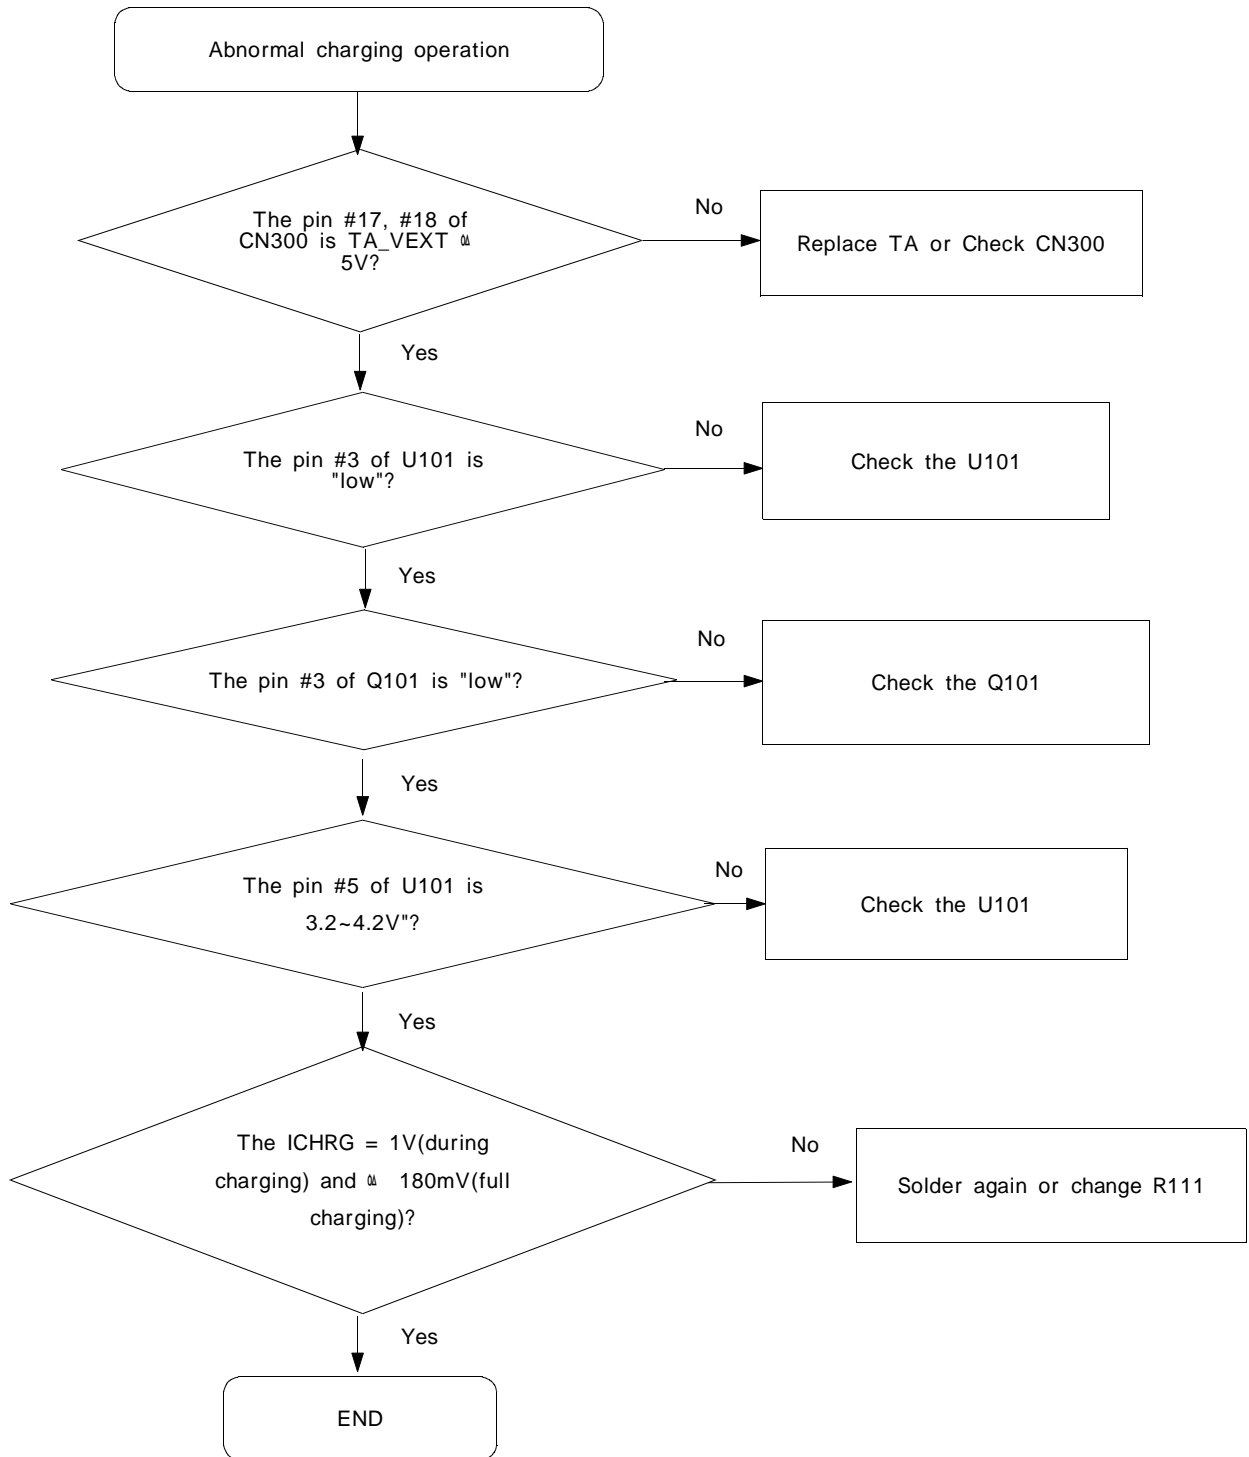 Abnormal charging operation
The pin #17, #18 of
CN300 is TA_VEXT
5V?
No
Replace TA or Check CN300
Yes
The pin #3 of U101 is
"low"?
No
Check the U101
Yes
The pin #3 of Q101 is "low"?
No
Check the Q101
Yes
The pin #5 of U101 is
3.2~4.2V"?
No
Check the U101
Yes
The ICHRG = 1V(during
charging) and 180mV(full
charging)?
No
Solder again or change R111
Yes
END